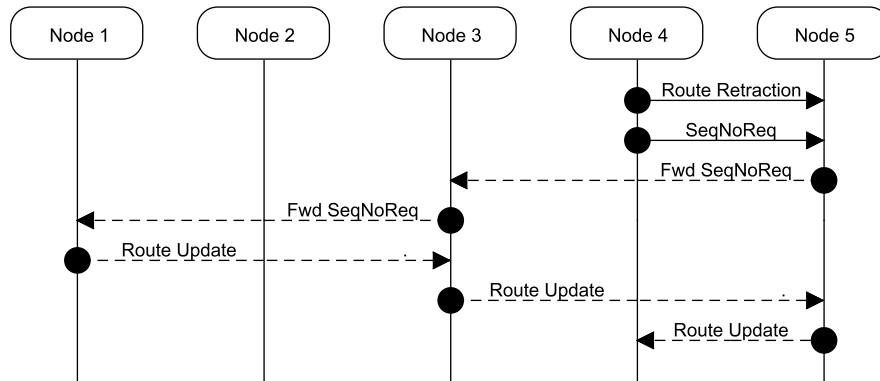 Node 1
Node 2
Node 3
Node 4
Node 5
Route Retraction
SeqNoReq
Fwd SeqNoReq
Fwd SeqNoReq
Route Update
Route Update
Route Update